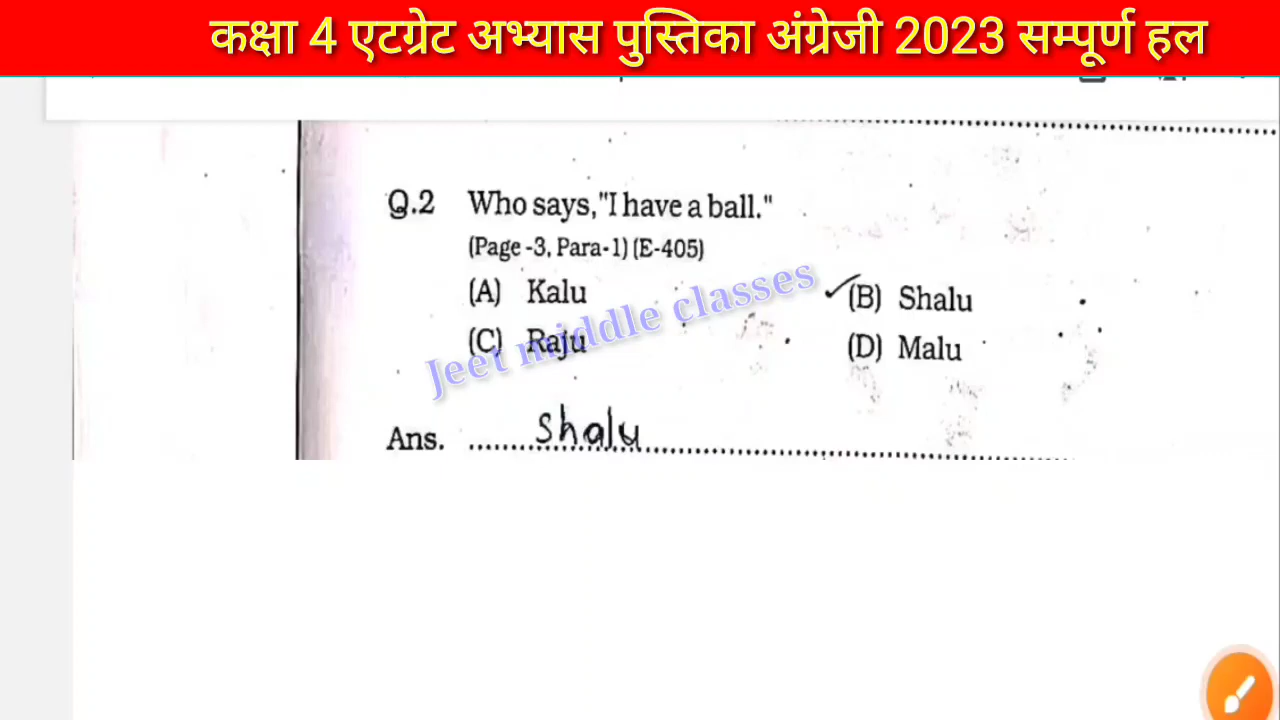 कक्षा 4 एटग्रेट अभ्यास पुस्तिका अंग्रेजी 2023 सम्पूर्ण हल
Q.2 Who says,"I have a ball."
(Page -3, Para-1) (E-405)
(A) Kalu (B) Shalu
(C) Raju (D) Malu
Jeet middle classes
Ans. ........Shalu..........................................................